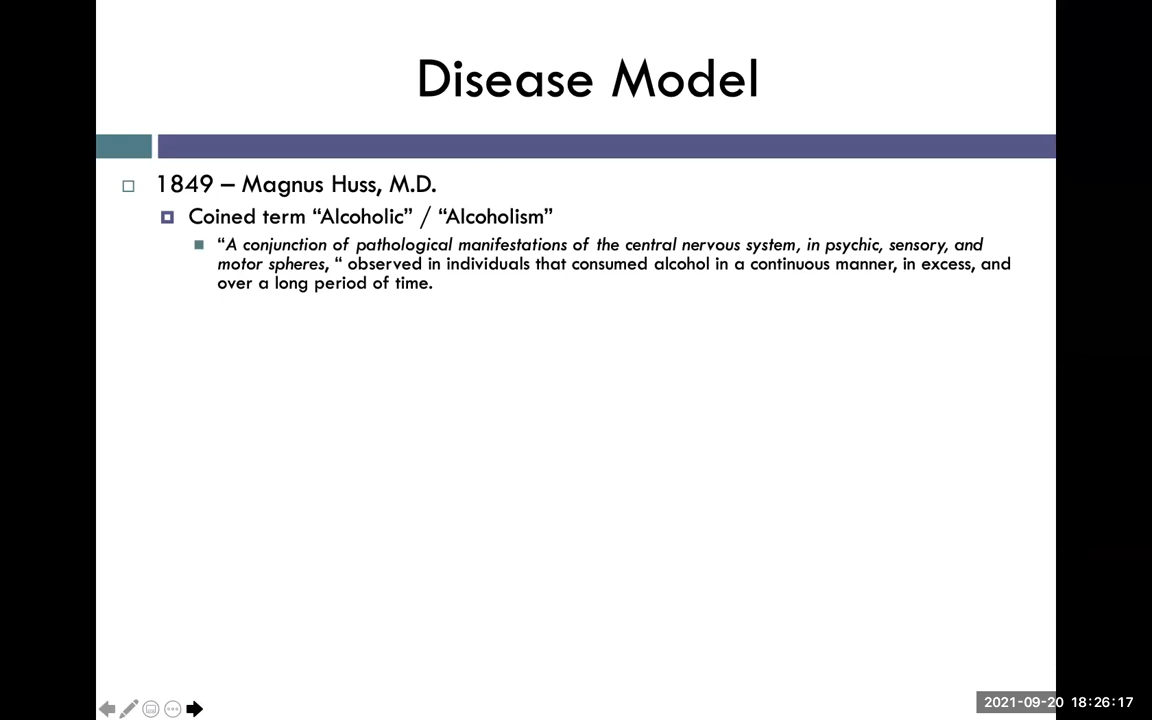 Disease Model
1849 – Magnus Huss, M.D.
Coined term “Alcoholic” / “Alcoholism”
“A conjunction of pathological manifestations of the central nervous system, in psychic, sensory, and
motor spheres, “ observed in individuals that consumed alcohol in a continuous manner, in excess, and
over a long period of time.
2021-09-20 18:26:17